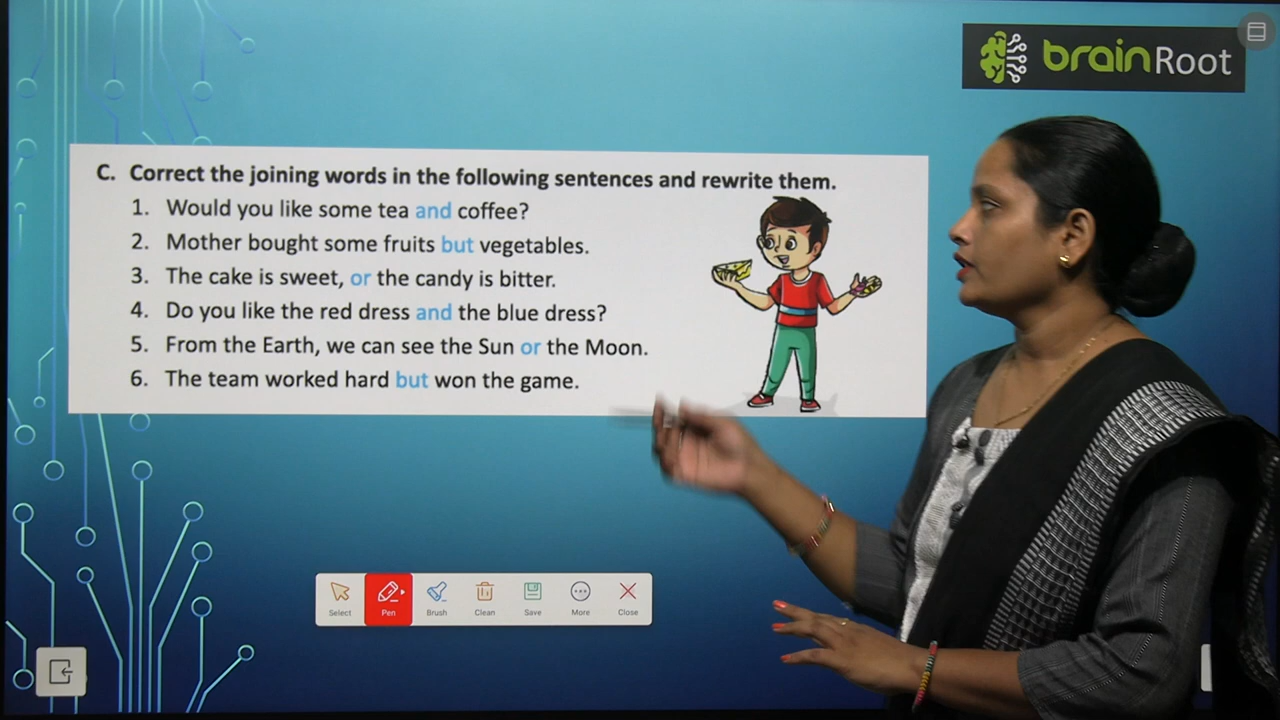 brainRoot
C. Correct the joining words in the following sentences and rewrite them.
1. Would you like some tea and coffee?
2. Mother bought some fruits but vegetables.
3. The cake is sweet, or the candy is bitter.
4. Do you like the red dress and the blue dress?
5. From the Earth, we can see the Sun or the Moon.
6. The team worked hard but won the game.
Select Pen Brush Clean Save More Close